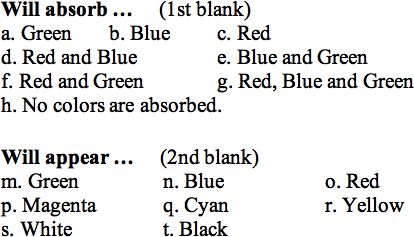 Will absorb ... (1st blank)
a. Green b. Blue c. Red
d. Red and Blue e. Blue and Green
f. Red and Green g. Red, Blue and Green
h. No colors are absorbed.
Will appear ... (2nd blank)
m. Green n. Blue o. Red
p. Magenta q. Cyan r. Yellow
s. White t. Black